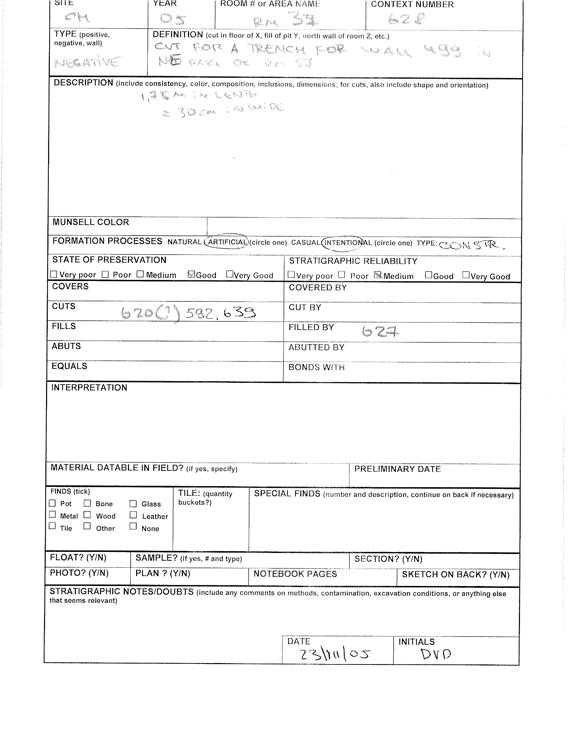 SITE YEAR ROOM # or AREA NAME CONTEXT NUMBER
CM 05 RM 37 628
TYPE (positive, negative, wall) DEFINITION (cut in floor of X, fill of pit Y, north wall of room Z, etc.)
NEGATIVE CUT FOR A TRENCH FOR WALL 499 IN
PART OF RM 37
DESCRIPTION (include consistency, color, composition, inclusions, dimensions; for cuts, also include shape and orientation)
1,75 M IN LENG
≈ 30 cm IN WIDE
MUNSELL COLOR
FORMATION PROCESSES NATURAL ARTIFICIAL (circle one) CASUAL INTENTIONAL (circle one) TYPE: CONSTR.
STATE OF PRESERVATION STRATIGRAPHIC RELIABILITY
☐ Very poor ☐ Poor ☐ Medium ☑ Good ☐ Very Good ☐ Very poor ☐ Poor ☑ Medium ☐ Good ☐ Very Good
COVERS COVERED BY
CUTS 620(?) 592, 639 CUT BY
FILLS FILLED BY 627
ABUTS ABUTTED BY
EQUALS BONDS WITH
INTERPRETATION
MATERIAL DATABLE IN FIELD? (if yes, specify) PRELIMINARY DATE
FINDS (tick) TILE: (quantity buckets?) SPECIAL FINDS (number and description, continue on back if necessary)
☐ Pot ☐ Bone ☐ Glass
☐ Metal ☐ Wood ☐ Leather
☐ Tile ☐ Other ☐ None
FLOAT? (Y/N) SAMPLE? (if yes, # and type) SECTION? (Y/N)
PHOTO? (Y/N) PLAN ? (Y/N) NOTEBOOK PAGES SKETCH ON BACK? (Y/N)
STRATIGRAPHIC NOTES/DOUBTS (include any comments on methods, contamination, excavation conditions, or anything else
that seems relevant)
DATE INITIALS
23/11/05 DVD